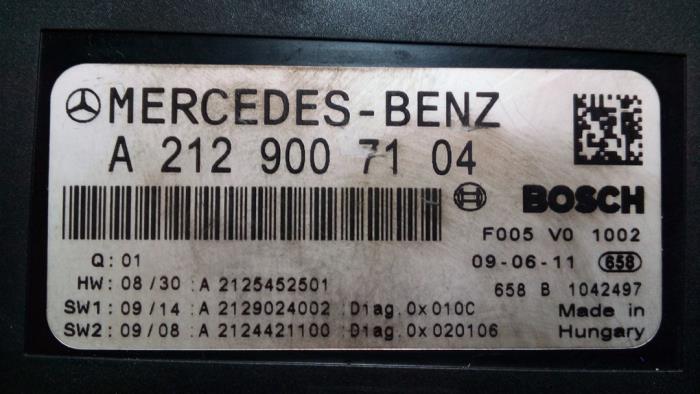 MERCEDES-BENZ
A 212 900 71 04
BOSCH
F005 V0 1002
Q: 01
09-06-11 658
HW: 08/30 :A 2125452501
658 B 1042497
SW1: 09/14 :A 2129024002 :Diag.0x010C
Made in
SW2: 09/08 :A 2124421100 :Diag.0x020106
Hungary